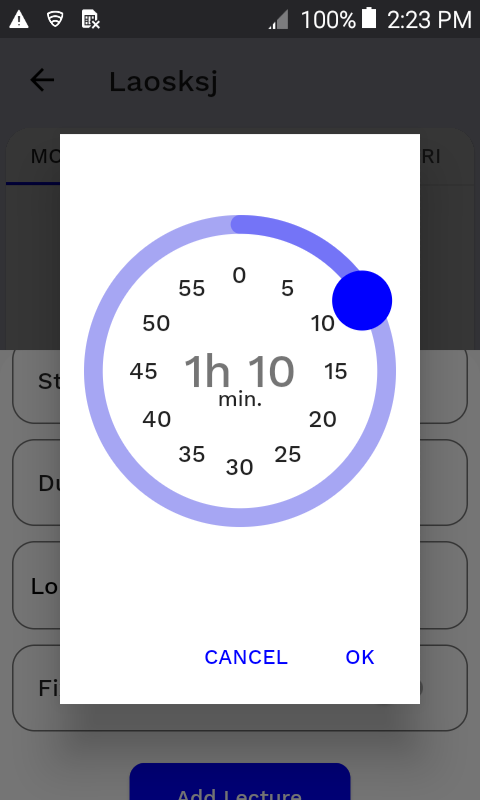 100% 2:23 PM
Laosksj
MO RI
0
55 5
50 10
45 1h 10 15
min.
40 20
35 25
30
St
Du
Lo
Fi
CANCEL OK
Add Lecture